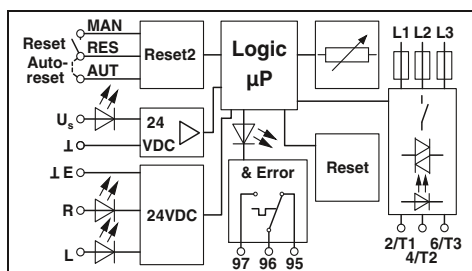 MAN
Reset
RES
Auto-
reset
AUT
Reset2
Logic
µP
L1 L2 L3
Us
24
VDC
⊥
⊥ E
R
L
24VDC
& Error
97 96 95
Reset
2/T1 6/T3
4/T2